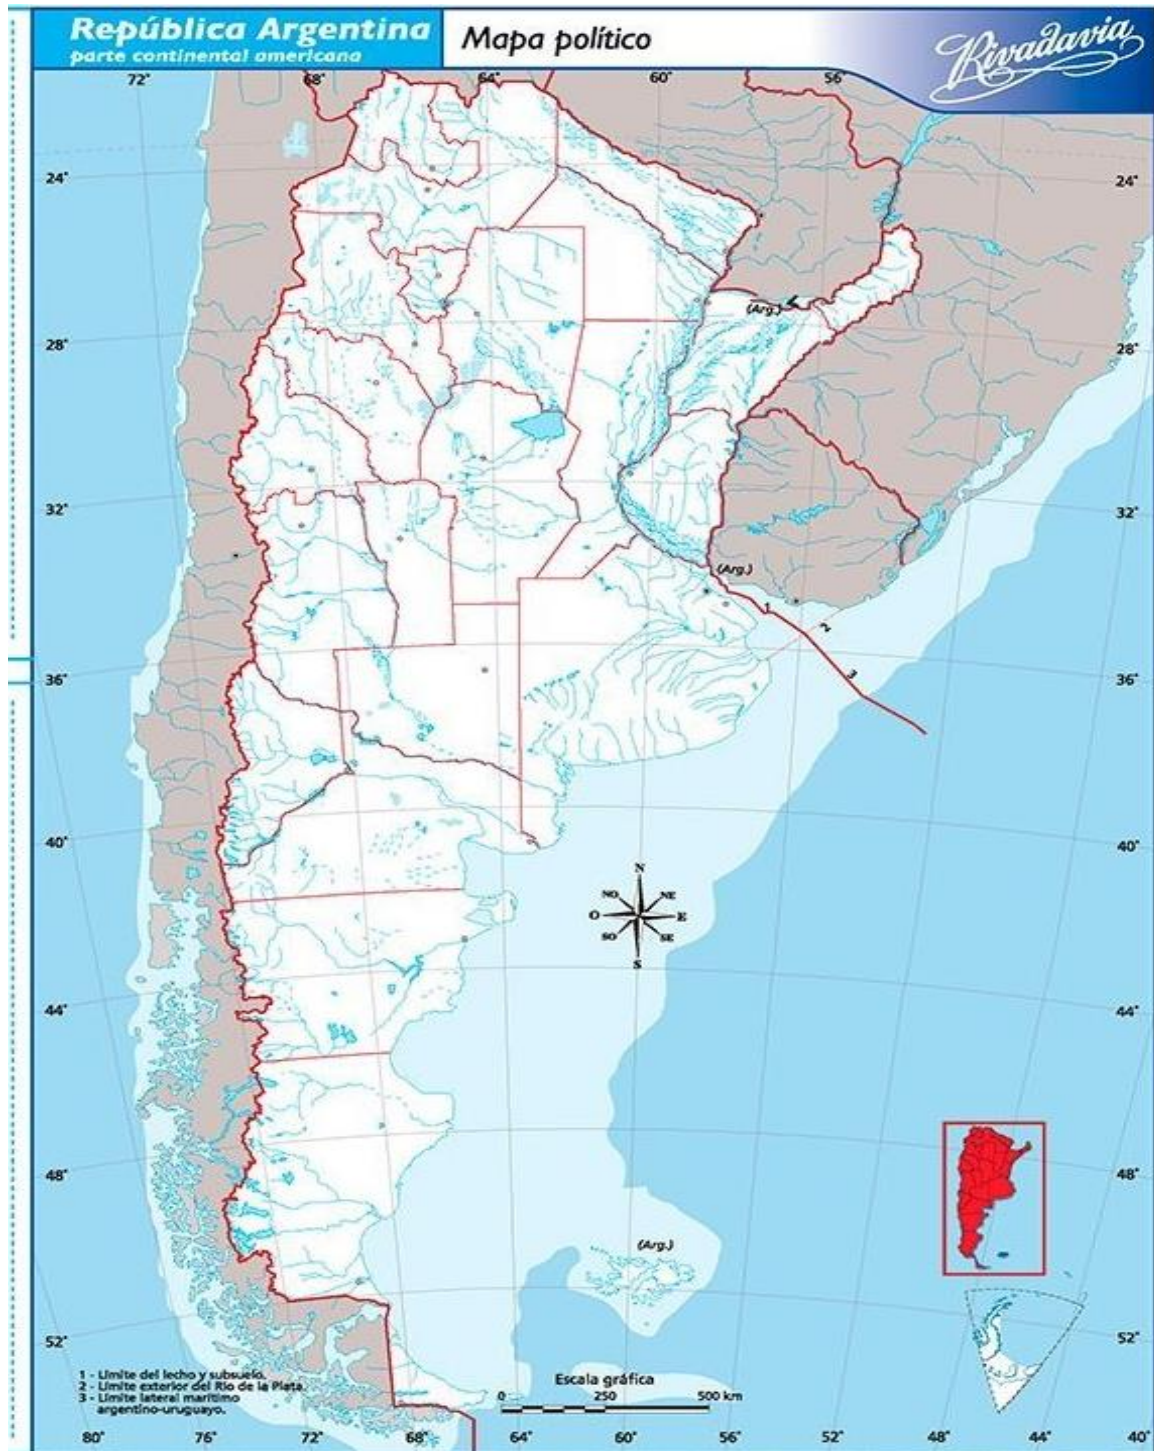 República Argentina
parte continental americana
Mapa político
Rivadavia
72°
68°
64°
60°
56°
24°
24°
(Arg.)
28°
28°
32°
32°
(Arg.)
1
2
3
36°
36°
40°
40°
N
NO
NE
O
E
SO
SE
S
44°
44°
48°
48°
(Arg.)
52°
52°
1 - Límite del lecho y subsuelo.
2 - Límite exterior del Río de la Plata.
3 - Límite lateral marítimo
argentino-uruguayo.
Escala gráfica
0 250 500 km
80°
76°
72°
68°
64°
60°
56°
52°
48°
44°
40°